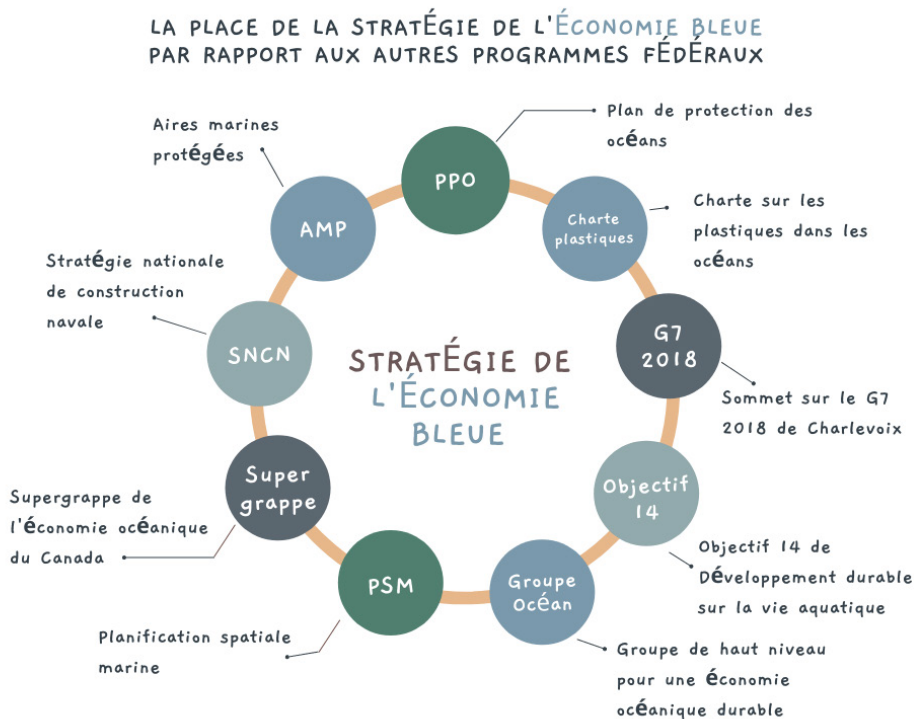 LA PLACE DE LA STRATÉGIE DE L'ÉCONOMIE BLEUE
PAR RAPPORT AUX AUTRES PROGRAMMES FÉDÉRAUX
PPO
Plan de protection des
océans
Charte
plastiques
Charte sur les
plastiques dans les
océans
G7
2018
Sommet sur le G7
2018 de Charlevoix
Objectif
14
Objectif 14 de
Développement durable
sur la vie aquatique
Groupe
Océan
Groupe de haut niveau
pour une économie
océanique durable
PSM
Planification spatiale
marine
Super
grappe
Supergrappe de
l'économie océanique
du Canada
SNCN
Stratégie nationale
de construction
navale
AMP
Aires marines
protégées
STRATÉGIE DE
L'ÉCONOMIE
BLEUE